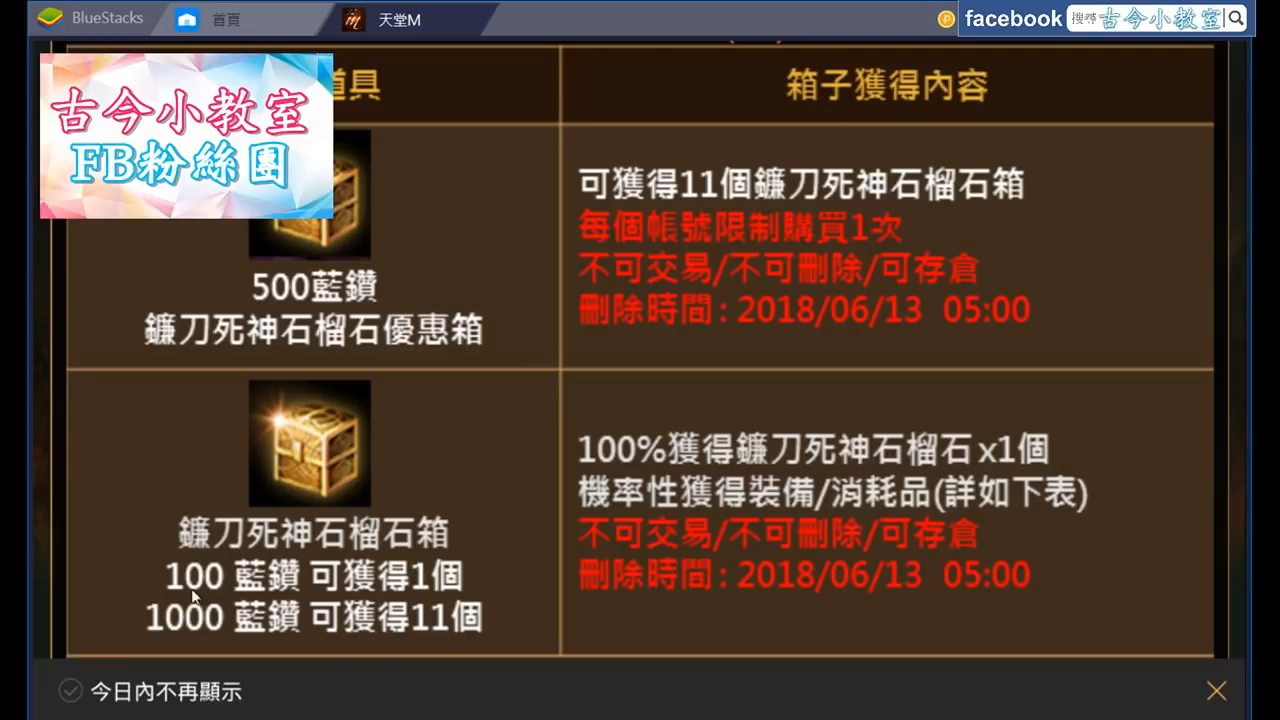 BlueStacks
首頁
天堂M
facebook
搜尋古今小教室
古今小教室
FB粉絲團
道具
箱子獲得內容
500藍鑽
鐮刀死神石榴石優惠箱
可獲得11個鐮刀死神石榴石箱
每個帳號限制購買1次
不可交易/不可刪除/可存倉
刪除時間 : 2018/06/13 05:00
鐮刀死神石榴石箱
100 藍鑽 可獲得1個
1000 藍鑽 可獲得11個
100%獲得鐮刀死神石榴石 x1個
機率性獲得裝備/消耗品(詳如下表)
不可交易/不可刪除/可存倉
刪除時間 : 2018/06/13 05:00
今日內不再顯示